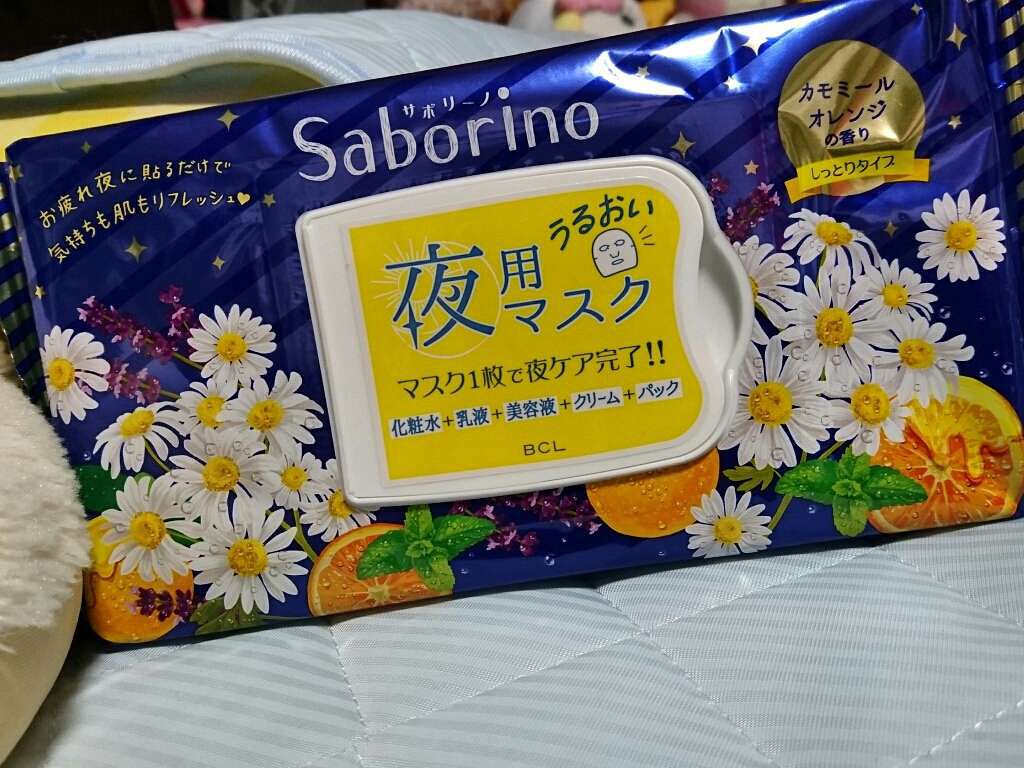 サボリーノ
Saborino
お疲れ夜に貼るだけで
気持ちも肌もリフレッシュ♥
カモミール
オレンジ
の香り
しっとりタイプ
うるおい
夜用
マスク
マスク1枚で夜ケア完了!!
化粧水+乳液+美容液+クリーム+パック
BCL